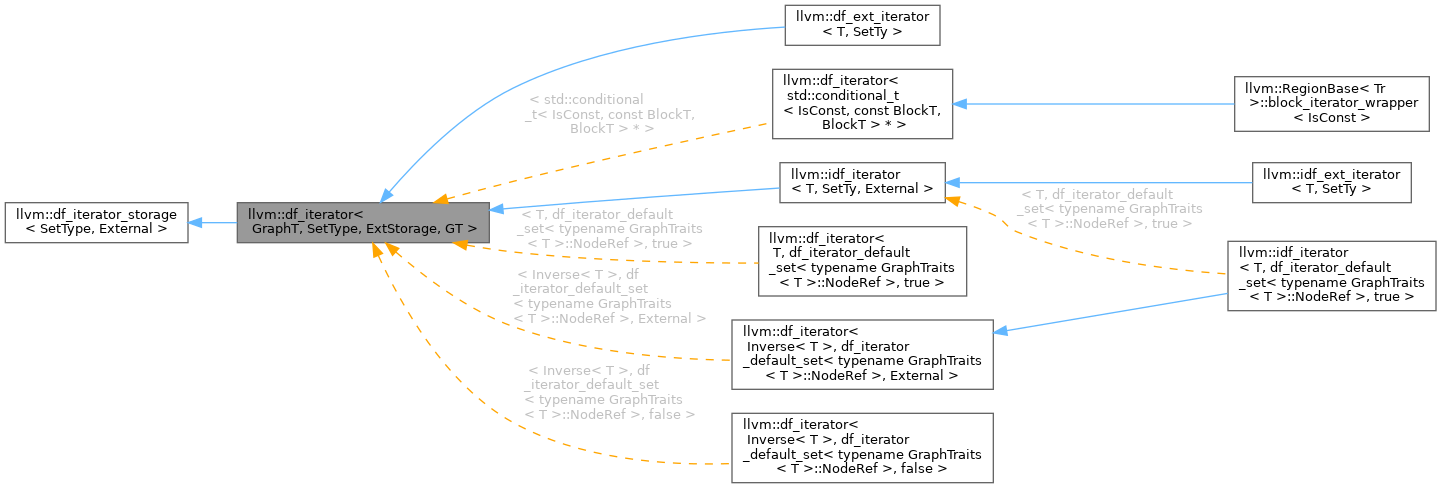 llvm::df_iterator_storage
< SetType, External >
llvm::df_iterator<
GraphT, SetType, ExtStorage, GT >
llvm::df_ext_iterator
< T, SetTy >
< std::conditional
_t< IsConst, const BlockT,
BlockT > * >
llvm::df_iterator<
std::conditional_t
< IsConst, const BlockT,
BlockT > * >
llvm::RegionBase< Tr
>::block_iterator_wrapper
< IsConst >
llvm::idf_iterator
< T, SetTy, External >
llvm::idf_ext_iterator
< T, SetTy >
< T, df_iterator_default
_set< typename GraphTraits
< T >::NodeRef >, true >
< T, df_iterator_default
_set< typename GraphTraits
< T >::NodeRef >, true >
llvm::df_iterator<
T, df_iterator_default
_set< typename GraphTraits
< T >::NodeRef >, true >
llvm::idf_iterator
< T, df_iterator_default
_set< typename GraphTraits
< T >::NodeRef >, true >
< Inverse< T >, df
_iterator_default_set
< typename GraphTraits
< T >::NodeRef >, External >
llvm::df_iterator<
Inverse< T >, df_iterator
_default_set< typename GraphTraits
< T >::NodeRef >, External >
< Inverse< T >, df
_iterator_default_set
< typename GraphTraits
< T >::NodeRef >, false >
llvm::df_iterator<
Inverse< T >, df_iterator
_default_set< typename GraphTraits
< T >::NodeRef >, false >